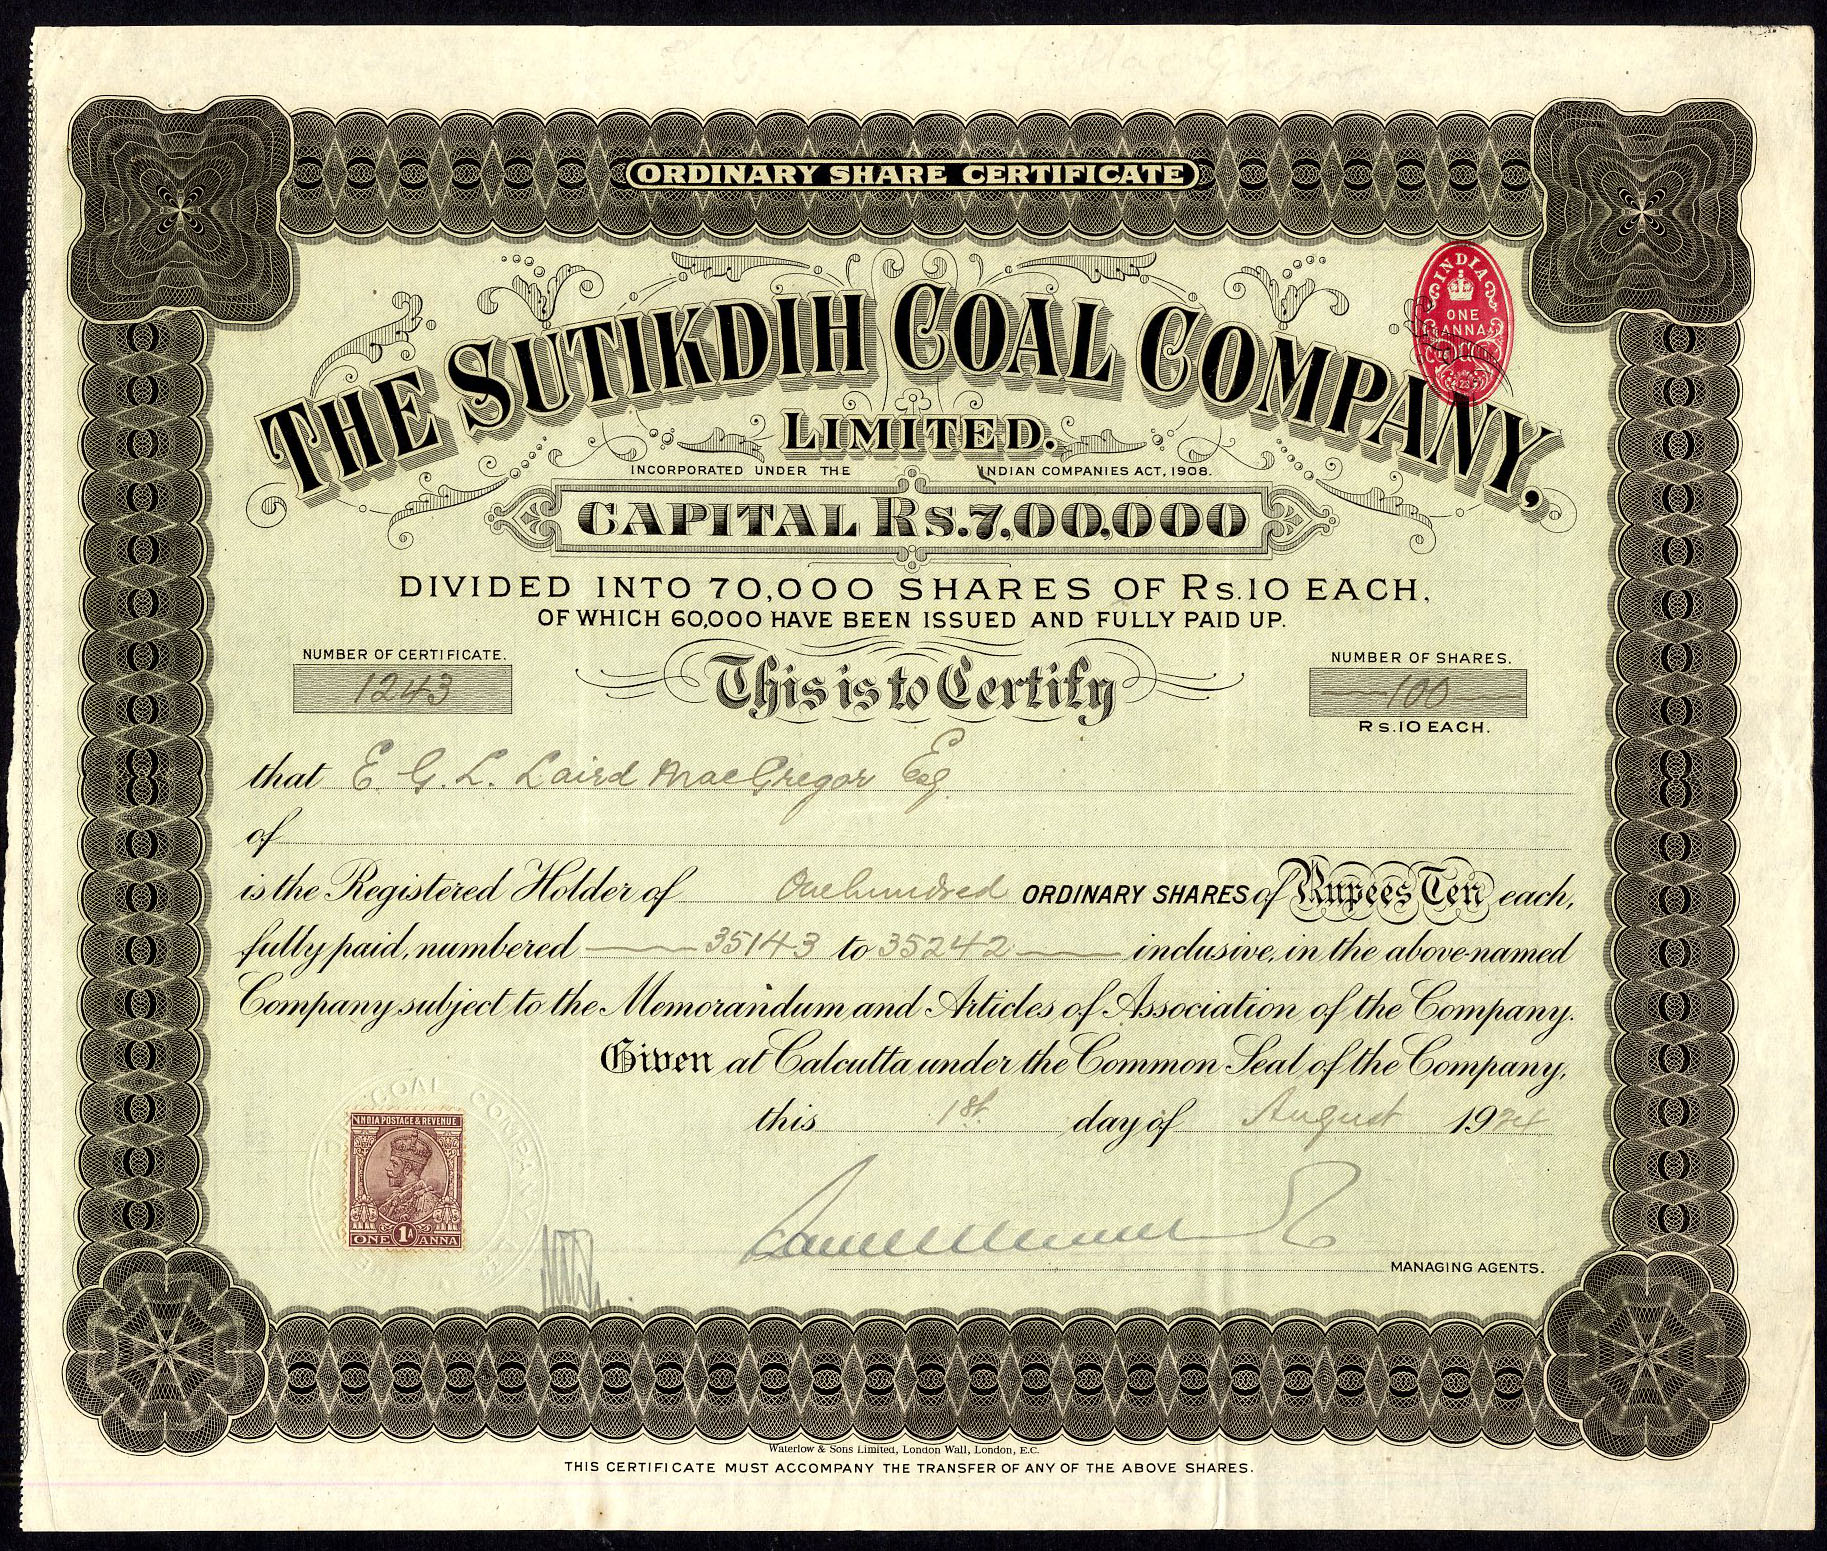 ORDINARY SHARE CERTIFICATE
THE SUTIKDIH COAL COMPANY,
LIMITED.
INDIA
ONE
ANNA
INCORPORATED UNDER THE INDIAN COMPANIES ACT, 1908.
CAPITAL Rs.7,00,000
DIVIDED INTO 70,000 SHARES OF Rs.10 EACH,
OF WHICH 60,000 HAVE BEEN ISSUED AND FULLY PAID UP.
NUMBER OF CERTIFICATE.
1243
This is to Certify
NUMBER OF SHARES.
100
Rs.10 EACH.
that E. G. L. Laird MacGregor Esq
of
is the Registered Holder of One hundred ORDINARY SHARES of Rupees Ten each,
fully paid, numbered 35143 to 35242 inclusive, in the above-named
Company subject to the Memorandum and Articles of Association of the Company.
Given at Calcutta under the Common Seal of the Company,
this 1st. day of August 1924
INDIA POSTAGE & REVENUE
ONE 1A ANNA
MANAGING AGENTS.
Waterlow & Sons Limited, London Wall, London, E.C.
THIS CERTIFICATE MUST ACCOMPANY THE TRANSFER OF ANY OF THE ABOVE SHARES.